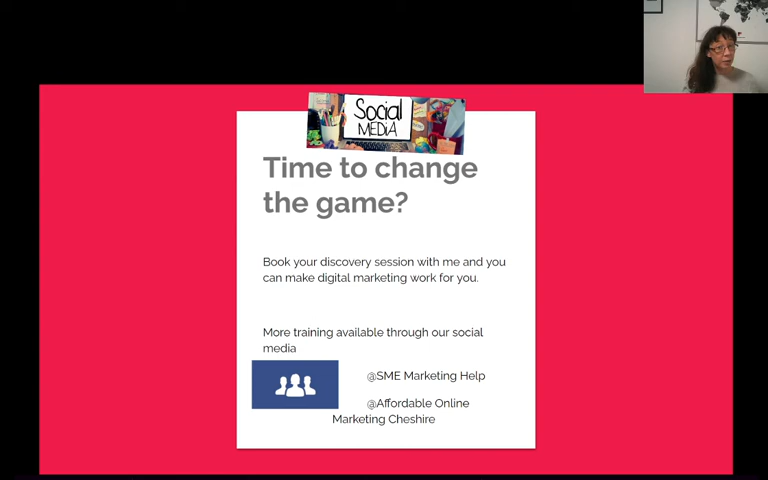 Social
MEDIA
Time to change
the game?
Book your discovery session with me and you
can make digital marketing work for you.
More training available through our social
media
@SME Marketing Help
@Affordable Online
Marketing Cheshire